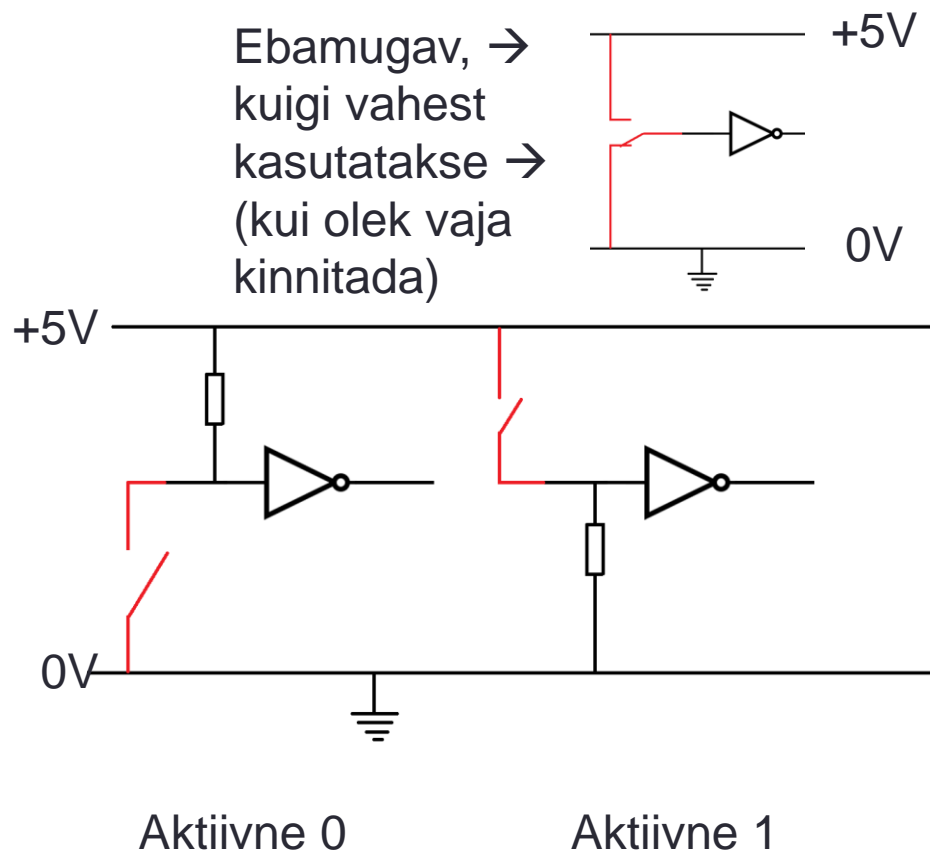 Ebamugav, →
kuigi vahest
kasutatakse →
(kui olek vaja
kinnitada)
+5V
0V
+5V
0V
Aktiivne 0
Aktiivne 1